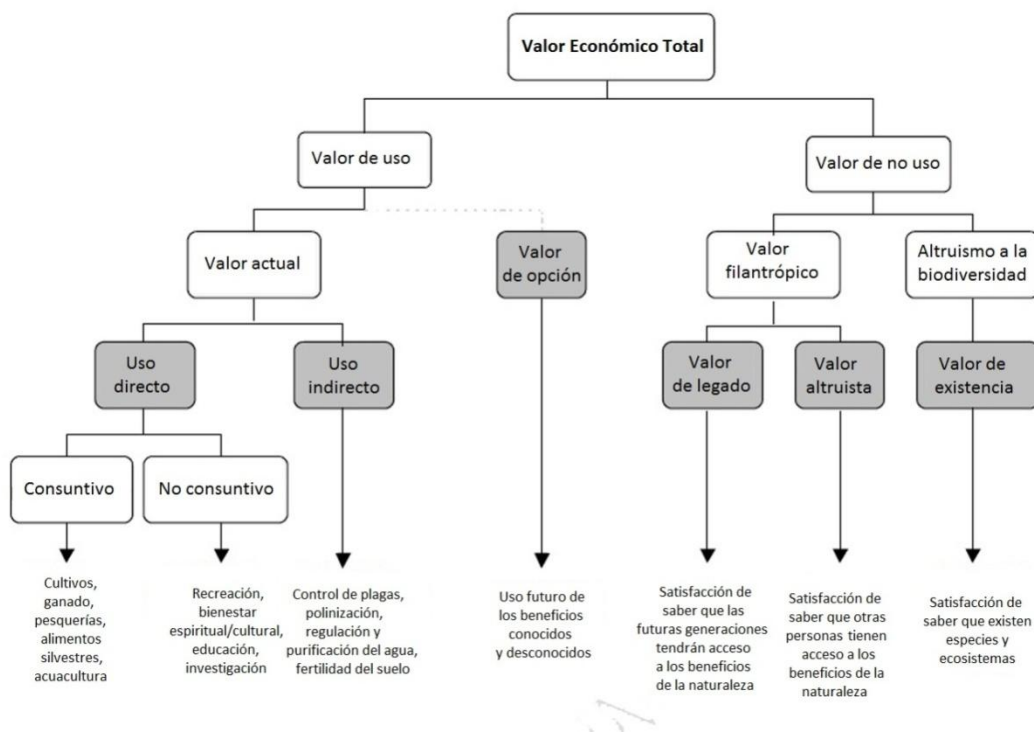 Valor Económico Total
Valor de uso
Valor de no uso
Valor actual
Valor
de opción
Valor
filantrópico
Altruismo a la
biodiversidad
Uso
directo
Uso
indirecto
Valor
de legado
Valor
altruista
Valor de
existencia
Consuntivo
No consuntivo
Cultivos,
ganado,
pesquerías,
alimentos
silvestres,
acuacultura
Recreación,
bienestar
espiritual/cultural,
educación,
investigación
Control de plagas,
polinización,
regulación y
purificación del agua,
fertilidad del suelo
Uso futuro de
los beneficios
conocidos
y desconocidos
Satisfacción de
saber que las
futuras generaciones
tendrán acceso
a los beneficios
de la naturaleza
Satisfacción de
saber que otras
personas tienen
acceso a los
beneficios de la
naturaleza
Satisfacción de
saber que existen
especies y
ecosistemas